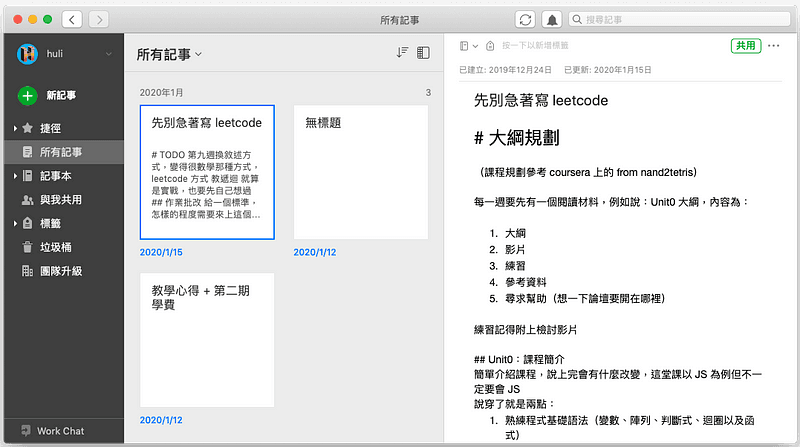 所有記事
搜尋記事
huli
新記事
捷徑
所有記事
記事本
與我共用
標籤
垃圾桶
團隊升級
Work Chat
所有記事
2020年1月
3
先別急著寫 leetcode
# TODO 第九週換敘述方
式，變得很數學那種方式，
leetcode 方式 教遞迴 就算
是實戰，也要先自己想過
## 作業批改 給一個標準，
怎樣的程度需要來上這個...
2020/1/15
無標題
2020/1/12
教學心得 + 第二期
學費
2020/1/12
按一下以新增標籤
共用
已建立: 2019年12月24日
已更新: 2020年1月15日
先別急著寫 leetcode
# 大綱規劃
（課程規劃參考 coursera 上的 from nand2tetris）
每一週要先有一個閱讀材料，例如說：Unit0 大綱，內容為：
1. 大綱
2. 影片
3. 練習
4. 參考資料
5. 尋求幫助（想一下論壇要開在哪裡）
練習記得附上檢討影片
## Unit0：課程簡介
簡單介紹課程，說上完會有什麼改變，這堂課以 JS 為例但不一
定要會 JS
說穿了就是兩點：
1. 熟練程式基礎語法（變數、陣列、判斷式、迴圈以及函
式）